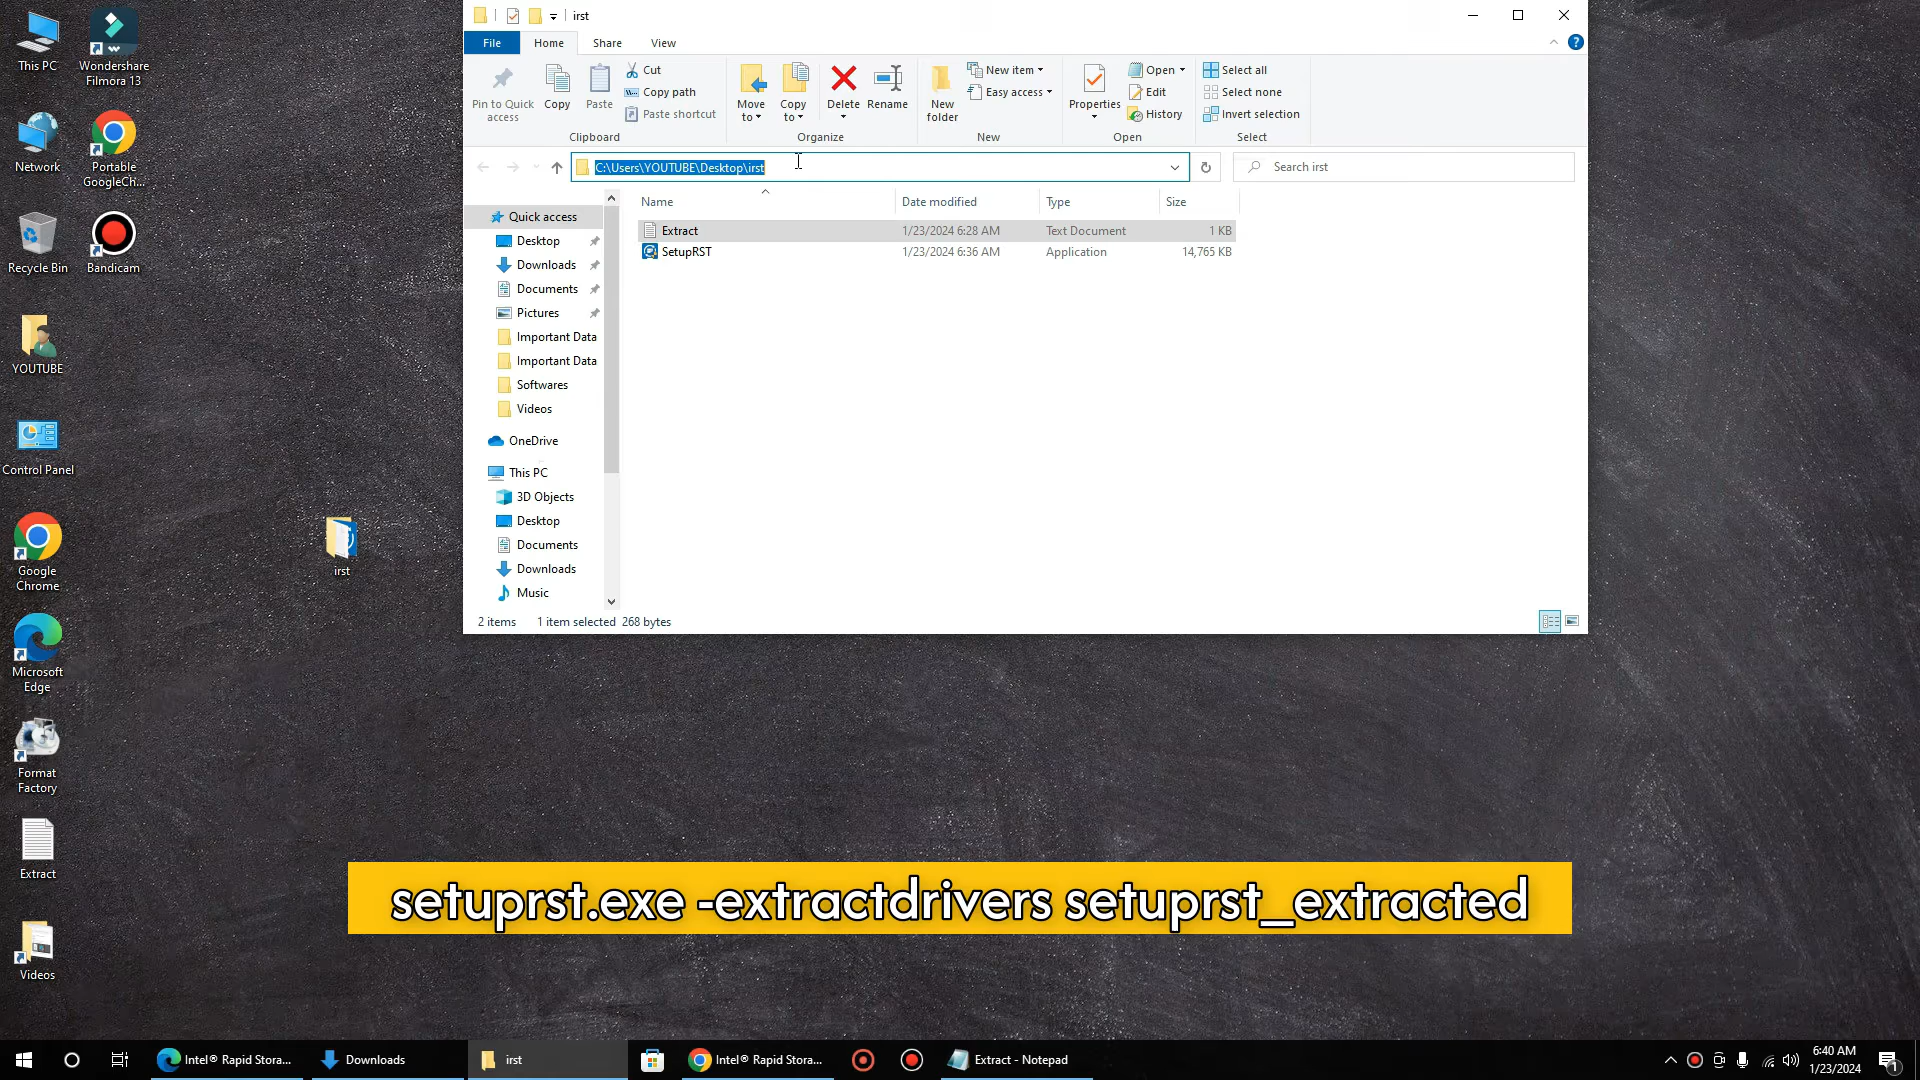 This PC
Wondershare
Filmora 13
Network
Portable
GoogleCh...
Recycle Bin
Bandicam
YOUTUBE
Control Panel
Google
Chrome
Microsoft
Edge
Format
Factory
Extract
Videos
irst
irst
File
Home
Share
View
Pin to Quick
access
Copy
Paste
Cut
Copy path
Paste shortcut
Clipboard
Move
to
Copy
to
Delete
Rename
Organize
New
folder
New item
Easy access
New
Properties
Open
Edit
History
Open
Select all
Select none
Invert selection
Select
C:\Users\YOUTUBE\Desktop\irst
Search irst
Name
Date modified
Type
Size
Extract 1/23/2024 6:28 AM Text Document 1 KB
SetupRST 1/23/2024 6:36 AM Application 14,765 KB
Quick access
Desktop
Downloads
Documents
Pictures
Important Data
Important Data
Softwares
Videos
OneDrive
This PC
3D Objects
Desktop
Documents
Downloads
Music
2 items 1 item selected 268 bytes
setuprst.exe -extractdrivers setuprst_extracted
Intel® Rapid Stora...
Downloads
irst
Intel® Rapid Stora...
Extract - Notepad
6:40 AM
1/23/2024
1